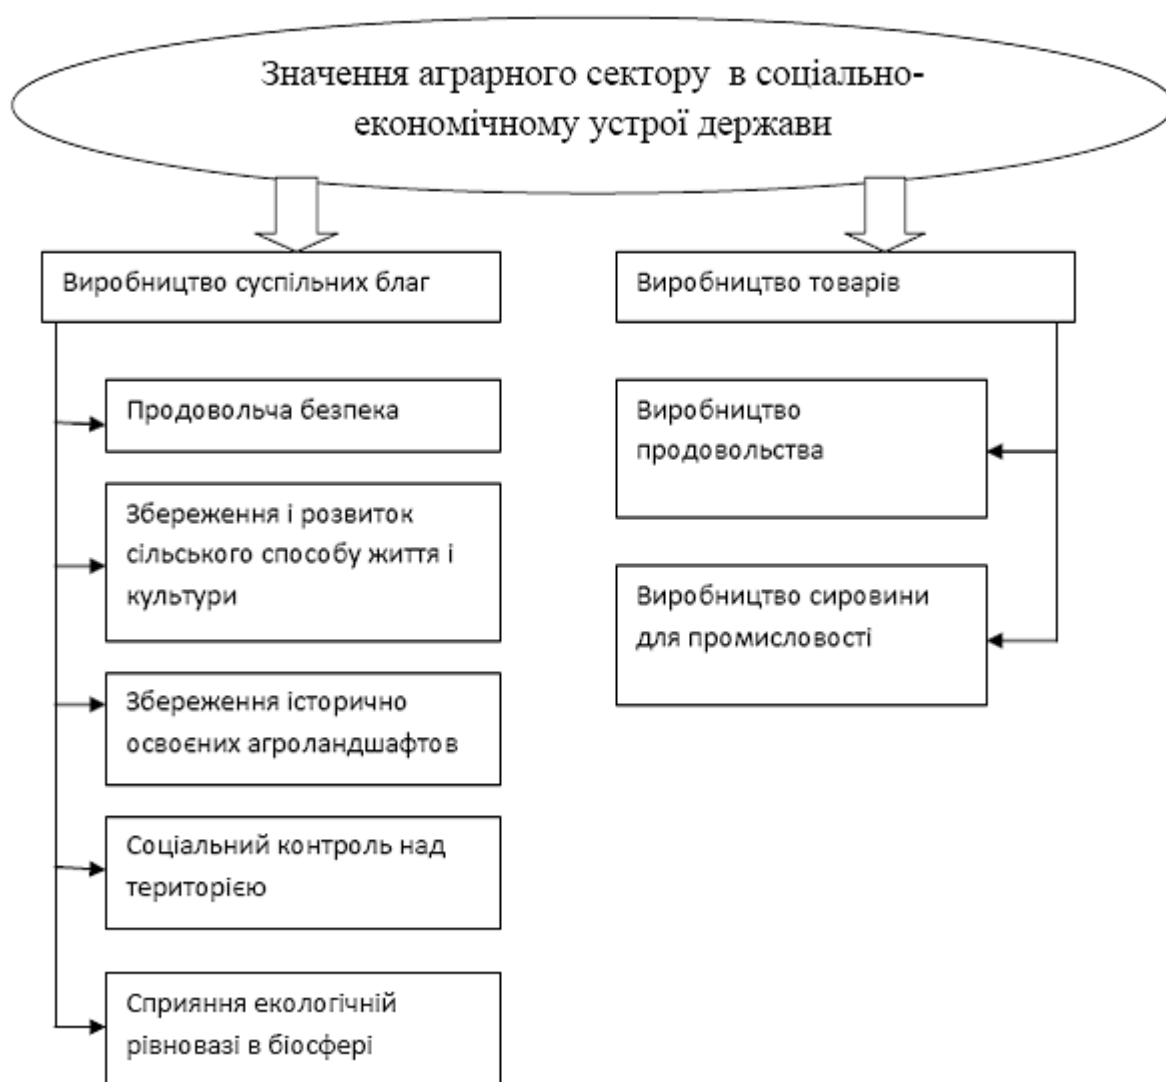 Значення аграрного сектору в соціально-
економічному устрої держави
Виробництво суспільних благ
Продовольча безпека
Збереження і розвиток
сільського способу життя і
культури
Збереження історично
освоєних агроландшафтов
Соціальний контроль над
територією
Сприяння екологічній
рівновазі в біосфері
Виробництво товарів
Виробництво
продовольства
Виробництво сировини
для промисловості